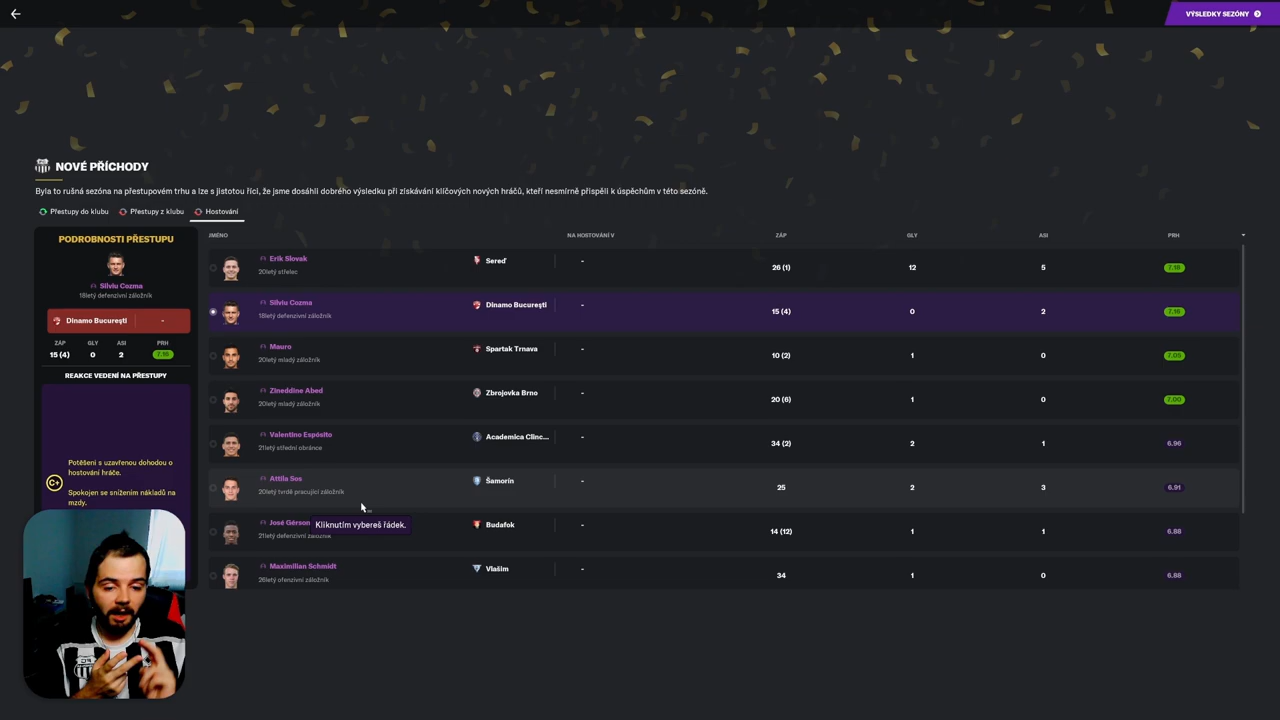 VÝSLEDKY SEZÓNY
NOVÉ PŘÍCHODY
Byla to rušná sezóna na přestupovém trhu a lze s jistotou říci, že jsme dosáhli dobrého výsledku při získávání klíčových nových hráčů, kteří nesmírně přispěli k úspěchům v této sezóně.
Přestupy do klubu Přestupy z klubu Hostování
PODROBNOSTI PŘESTUPU
Silviu Cozma
18letý defenzivní záložník
Dinamo Bucureşti -
ZÁP GLY ASI PRH
15 (4) 0 2 7.16
REAKCE VEDENÍ NA PŘESTUPY
C+
Potěšeni s uzavřenou dohodou o
hostování hráče.
Spokojen se snížením nákladů na
mzdy.
JMÉNO NA HOSTOVÁNÍ V ZÁP GLY ASI PRH
Erik Slovak Sereď - 26 (1) 12 5 7.18
20letý střelec
Silviu Cozma Dinamo Bucureşti - 15 (4) 0 2 7.16
18letý defenzivní záložník
Mauro Spartak Trnava - 10 (2) 1 0 7.05
20letý mladý záložník
Zineddine Abed Zbrojovka Brno - 20 (6) 1 0 7.00
20letý mladý záložník
Valentino Espósito Academica Clinc... - 34 (2) 2 1 6.96
21letý střední obránce
Attila Sos Šamorín - 25 2 3 6.91
20letý tvrdě pracující záložník
José Gérson Budafok - 14 (12) 1 1 6.88
21letý defenzivní záložník
Kliknutím vybereš řádek.
Maximilian Schmidt Vlašim - 34 1 0 6.88
26letý ofenzivní záložník